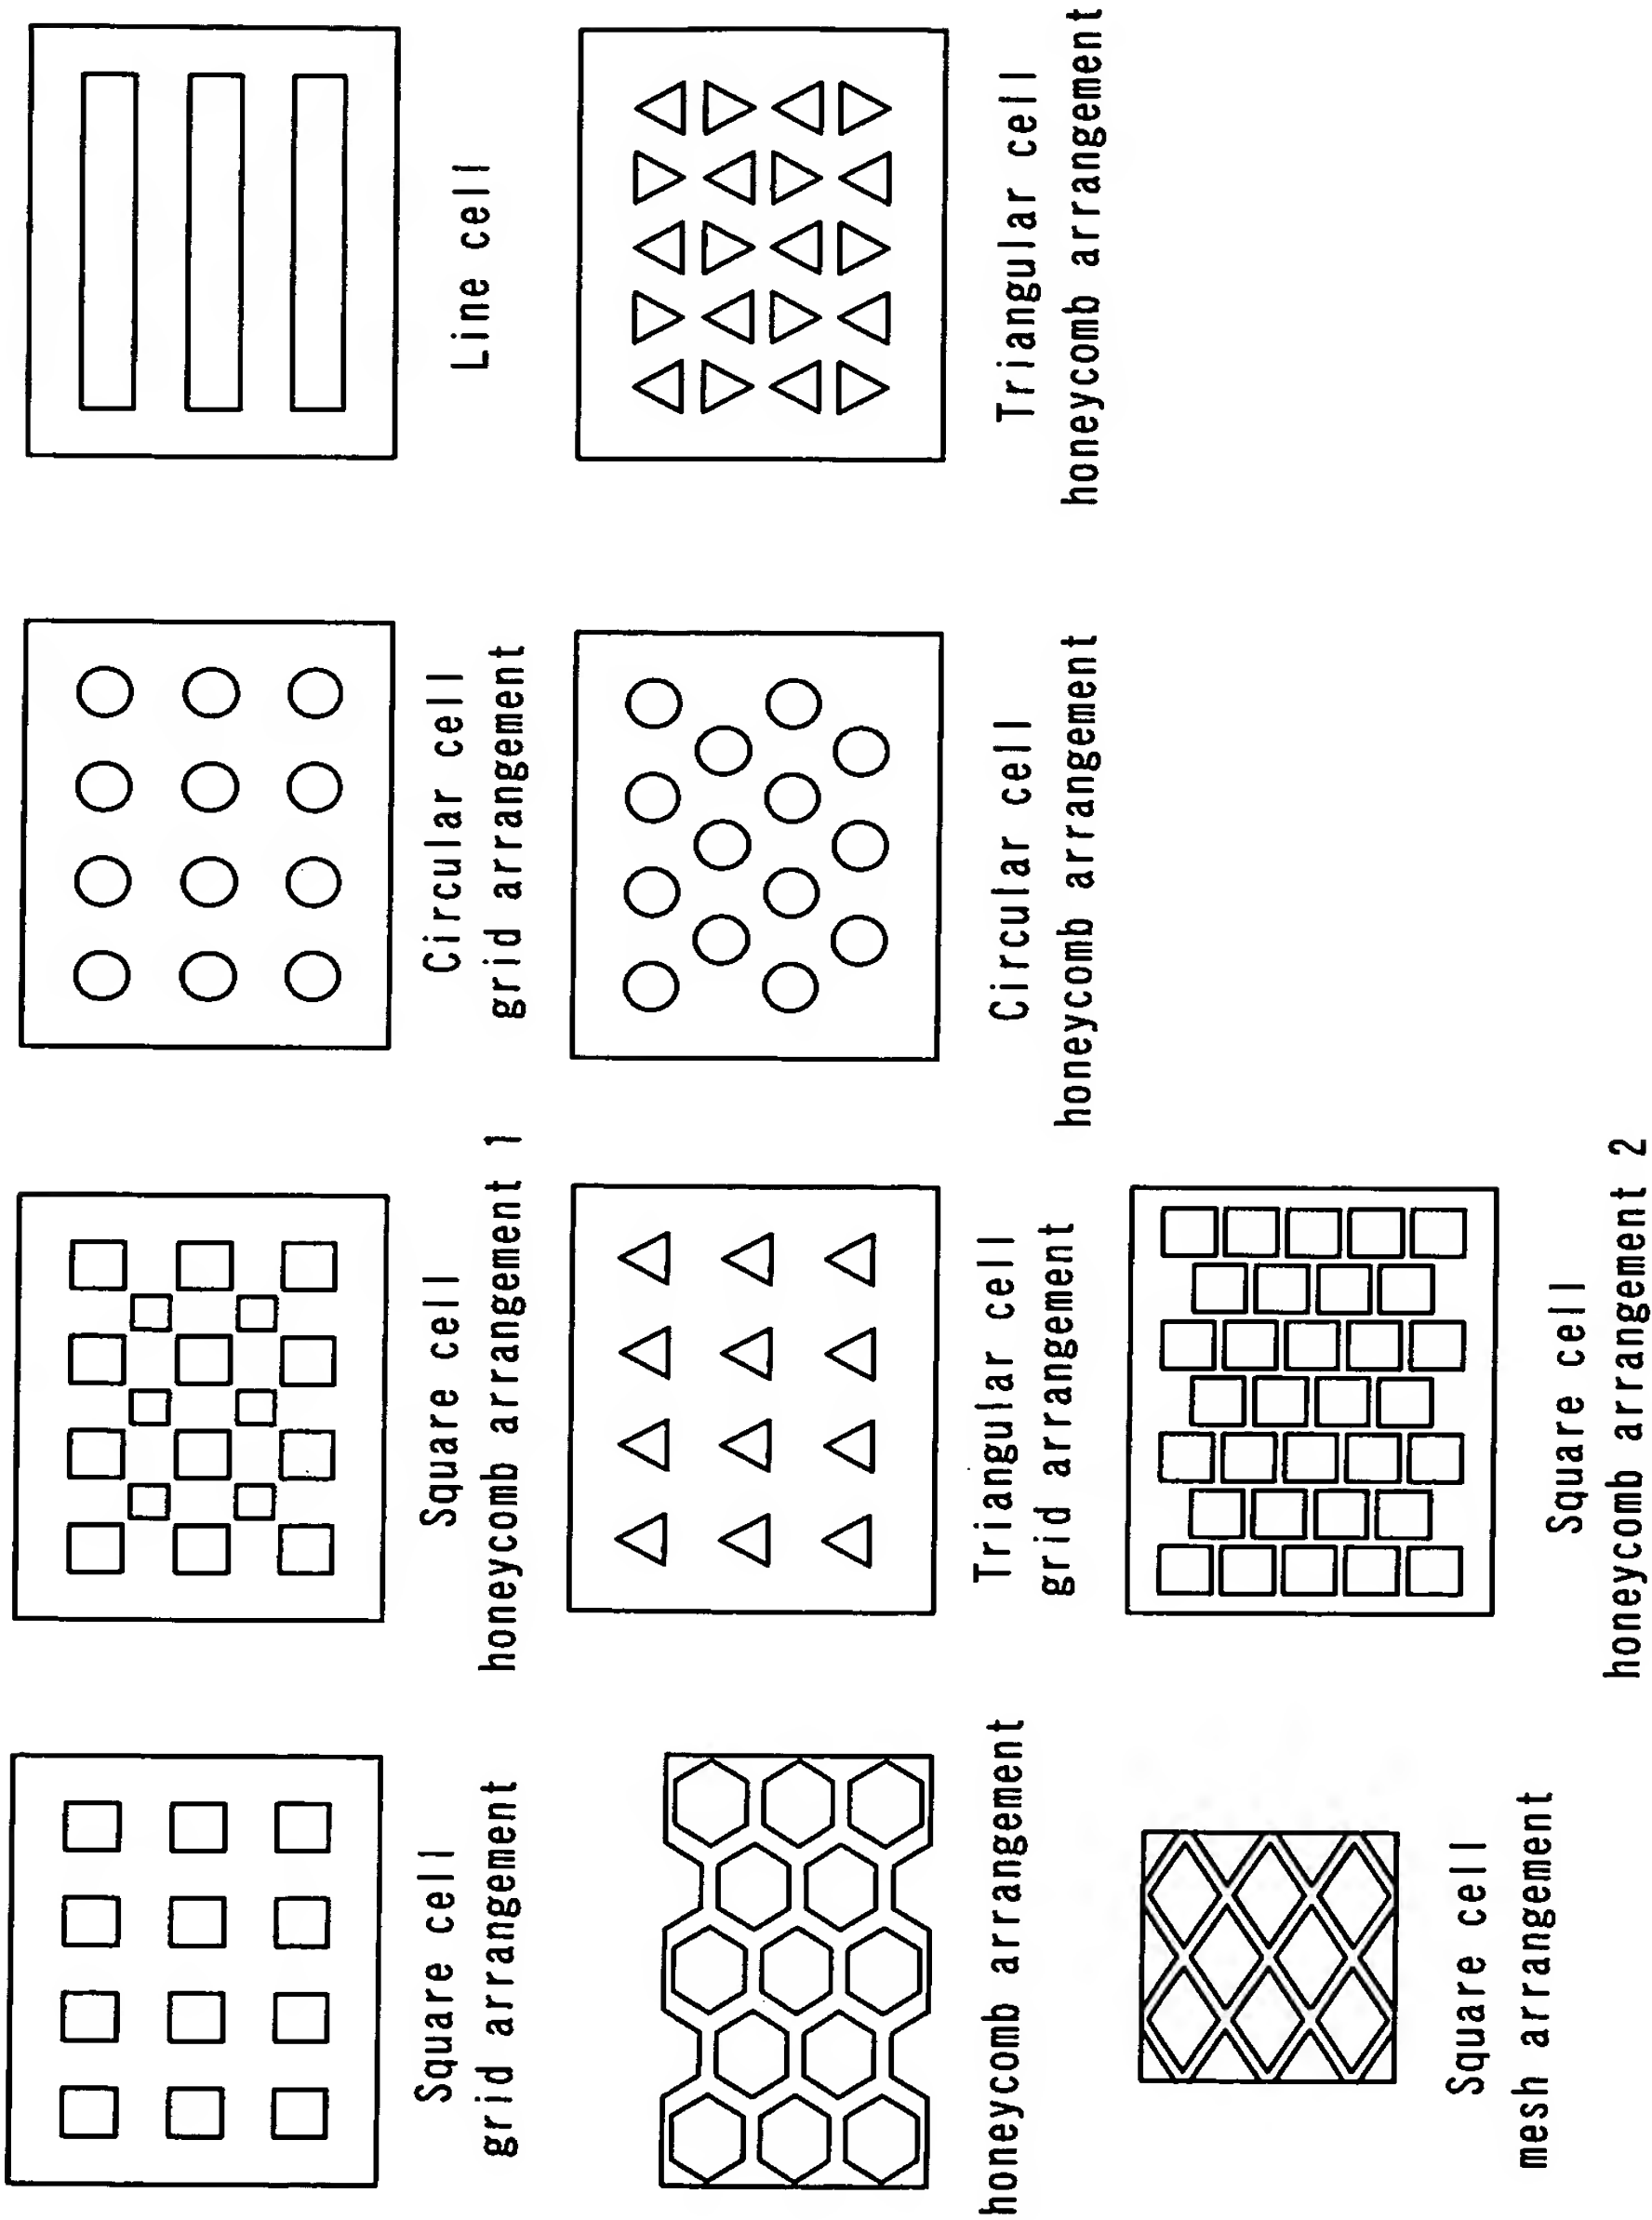 Square cell
grid arrangement
Square cell
honeycomb arrangement 1
Circular cell
grid arrangement
Line cell
honeycomb arrangement
Triangular cell
grid arrangement
Circular cell
honeycomb arrangement
Triangular cell
honeycomb arrangement
Square cell
mesh arrangement
Square cell
honeycomb arrangement 2